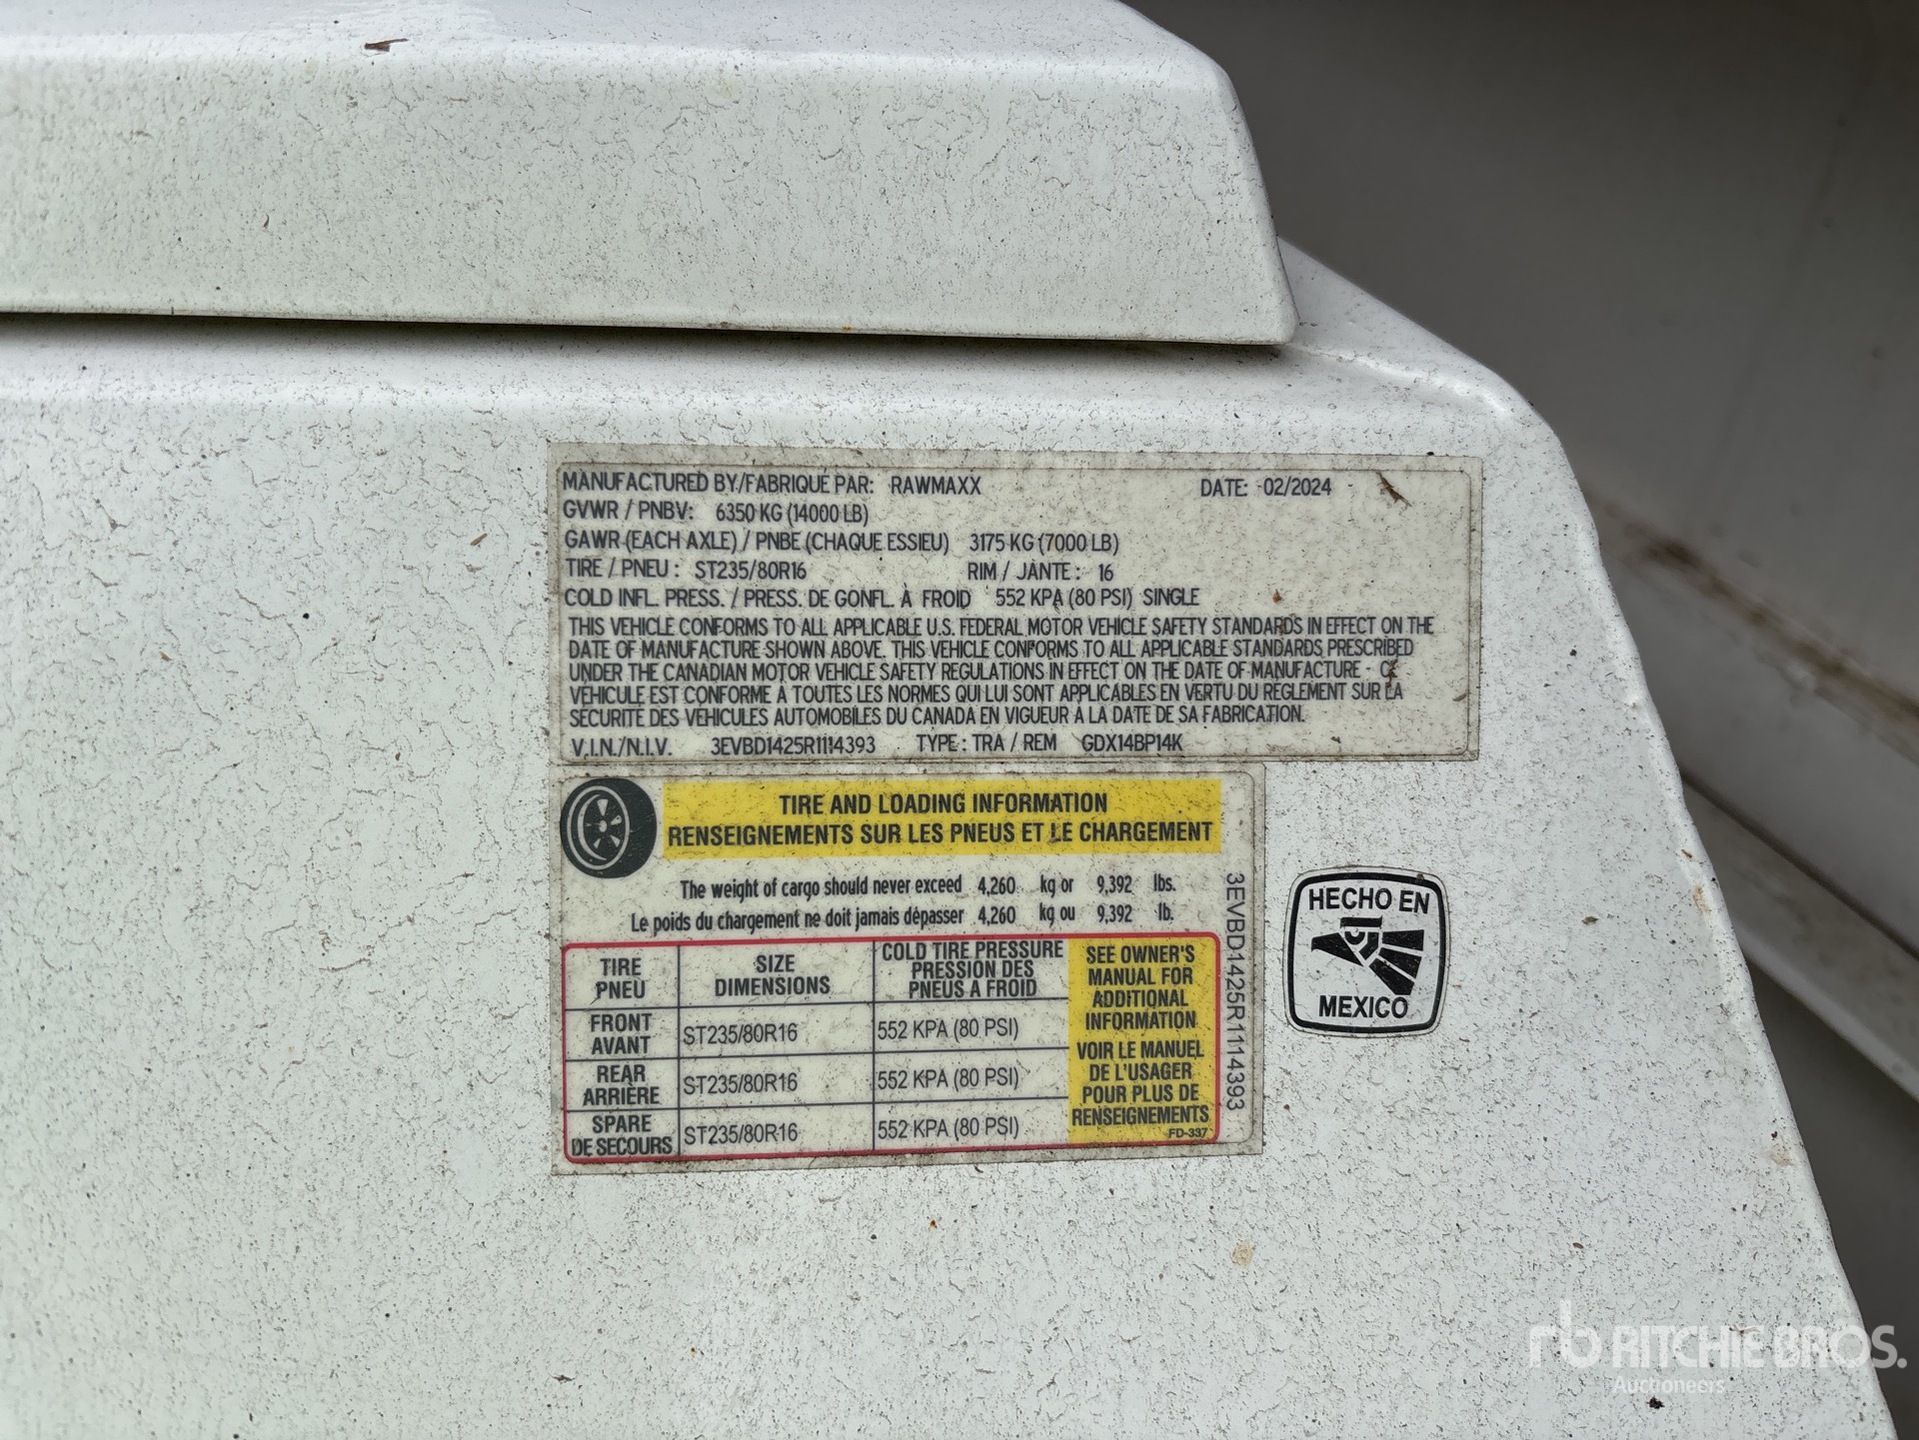 MANUFACTURED BY/FABRIQUE PAR: RAWMAXX DATE: 02/2024
GVWR / PNBV: 6350 KG (14000 LB)
GAWR (EACH AXLE) / PNBE (CHAQUE ESSIEU) 3175 KG (7000 LB)
TIRE / PNEU : ST235/80R16 RIM / JANTE : 16
COLD INFL. PRESS. / PRESS. DE GONFL. À FROID 552 KPA (80 PSI) SINGLE
THIS VEHICLE CONFORMS TO ALL APPLICABLE U.S. FEDERAL MOTOR VEHICLE SAFETY STANDARDS IN EFFECT ON THE
DATE OF MANUFACTURE SHOWN ABOVE. THIS VEHICLE CONFORMS TO ALL APPLICABLE STANDARDS PRESCRIBED
UNDER THE CANADIAN MOTOR VEHICLE SAFETY REGULATIONS IN EFFECT ON THE DATE OF MANUFACTURE - CE
VÉHICULE EST CONFORME À TOUTES LES NORMES QUI LUI SONT APPLICABLES EN VERTU DU RÈGLEMENT SUR LA
SÉCURITÉ DES VÉHICULES AUTOMOBILES DU CANADA EN VIGUEUR À LA DATE DE SA FABRICATION.
V.I.N./N.I.V. 3EVBD1425R1114393 TYPE : TRA / REM GDX14BP14K
TIRE AND LOADING INFORMATION
RENSEIGNEMENTS SUR LES PNEUS ET LE CHARGEMENT
The weight of cargo should never exceed 4,260 kg or 9,392 lbs.
Le poids du chargement ne doit jamais dépasser 4,260 kg ou 9,392 lb.
TIRE
PNEU
SIZE
DIMENSIONS
COLD TIRE PRESSURE
PRESSION DES
PNEUS A FROID
FRONT
AVANT
ST235/80R16 552 KPA (80 PSI)
REAR
ARRIÈRE
ST235/80R16 552 KPA (80 PSI)
SPARE
DE SECOURS
ST235/80R16 552 KPA (80 PSI)
SEE OWNER'S
MANUAL FOR
ADDITIONAL
INFORMATION
VOIR LE MANUEL
DE L'USAGER
POUR PLUS DE
RENSEIGNEMENTS
FD-337
3EVBD1425R1114393
HECHO EN
MEXICO
rb RITCHIE BROS.
Auctioneers